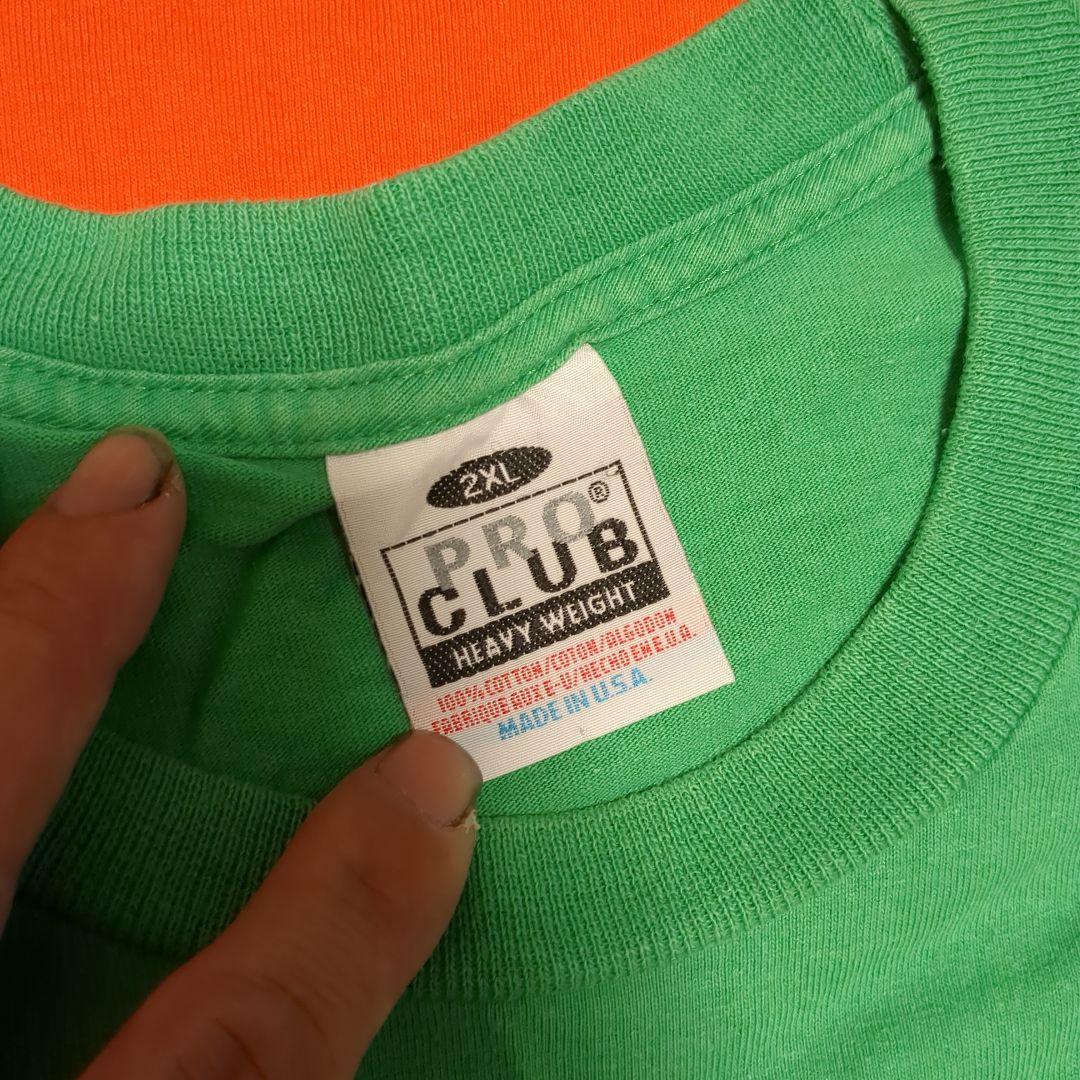 2XL
PRO®
CLUB
HEAVY WEIGHT
100% COTTON/COTON/ALGODON
FABRIQUE AUX E-U/HECHO EN E.U.A.
MADE IN U.S.A.